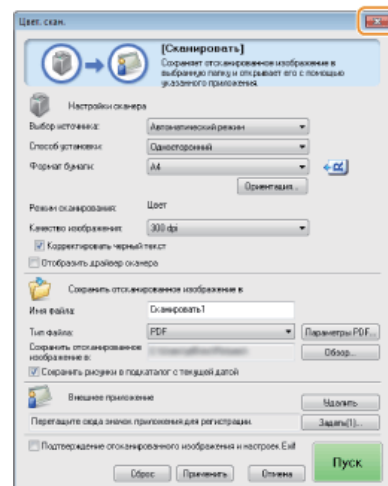 Цвет. скан.
[Сканировать]
Сохраняет отсканированное изображение в
выбранную папку и открывает его с помощью
указанного приложения.
Настройки сканера
Выбор источника: Автоматический режим
Способ установки: Односторонний
Формат бумаги: A4
Ориентация...
Режим сканирования: Цвет
Качество изображения: 300 dpi
Корректировать черный текст
Отобразить драйвер сканера
Сохранить отсканированное изображение в
Имя файла: Сканировать1
Тип файла: PDF Параметры PDF...
Сохранить отсканированное
изображение в: Обзор...
Сохранить рисунки в подкаталог с текущей датой
Внешнее приложение Удалить
Перетащите сюда значок приложения для регистрации. Задать(1)...
Подтверждение отсканированного изображения и настроек Exif
Сброс Применить Отмена Пуск